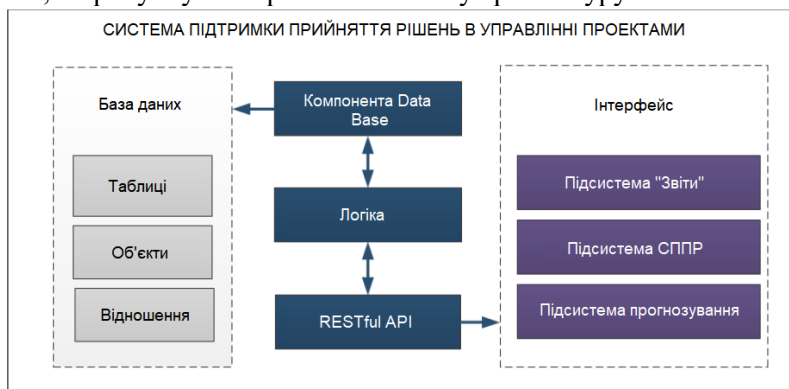 СИСТЕМА ПІДТРИМКИ ПРИЙНЯТТЯ РІШЕНЬ В УПРАВЛІННІ ПРОЕКТАМИ
База даних
Таблиці
Об'єкти
Відношення
Компонента Data
Base
Логіка
RESTful API
Інтерфейс
Підсистема "Звіти"
Підсистема СППР
Підсистема прогнозування